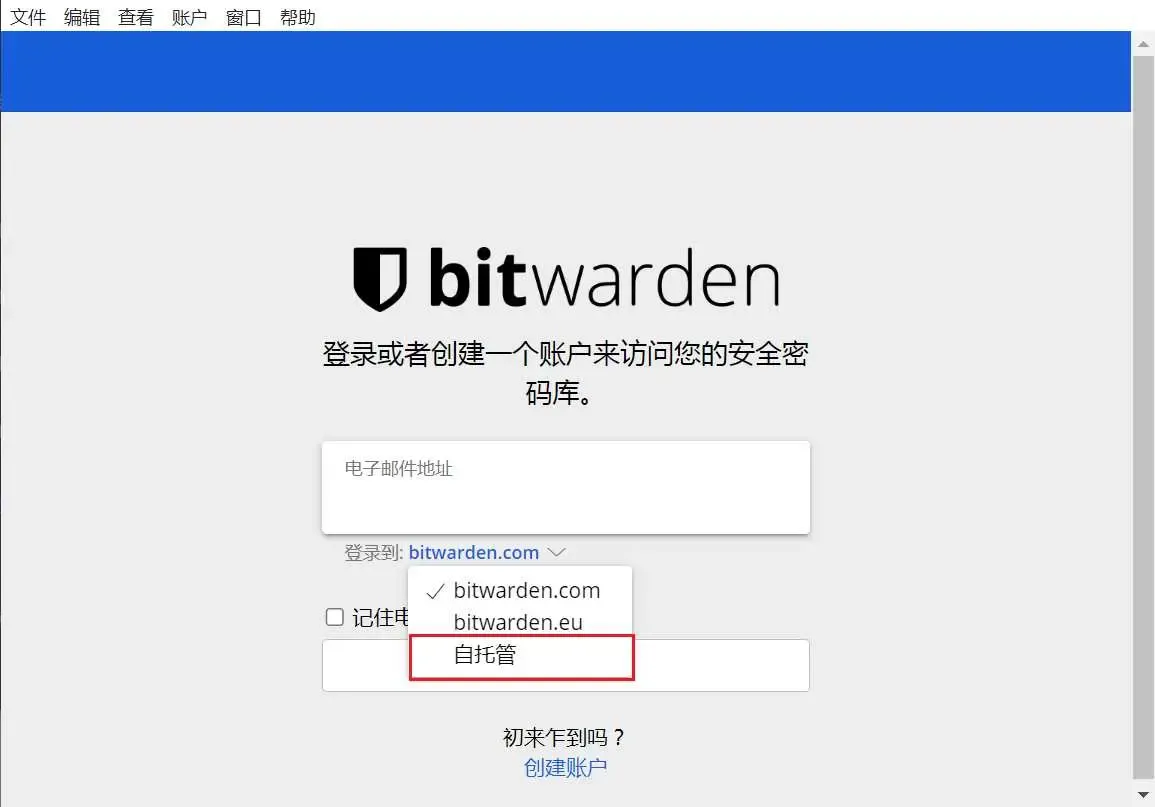 文件 编辑 查看 账户 窗口 帮助
bitwarden
登录或者创建一个账户来访问您的安全密
码库。
电子邮件地址
登录到: bitwarden.com
bitwarden.com
bitwarden.eu
记住电
自托管
初来乍到吗？
创建账户